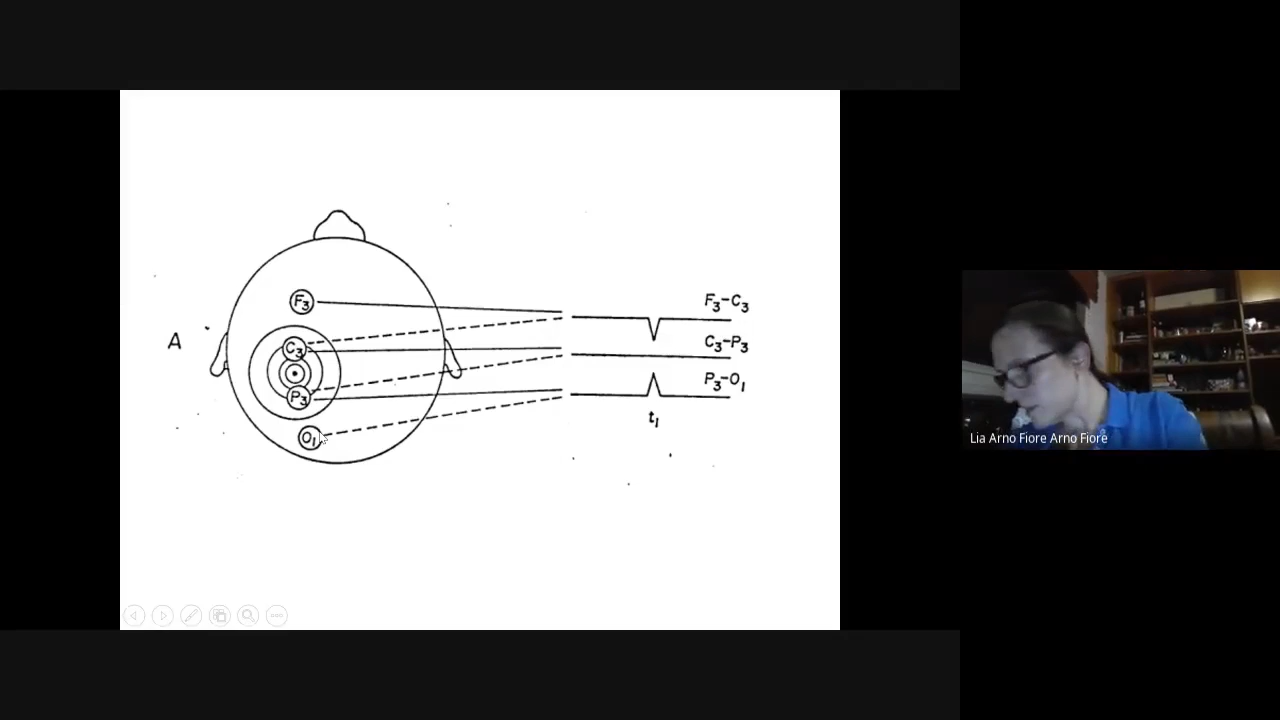 A
F3
C3
P3
O1
F3-C3
C3-P3
P3-O1
t1
Lia Arno Fiore Arno Fiore